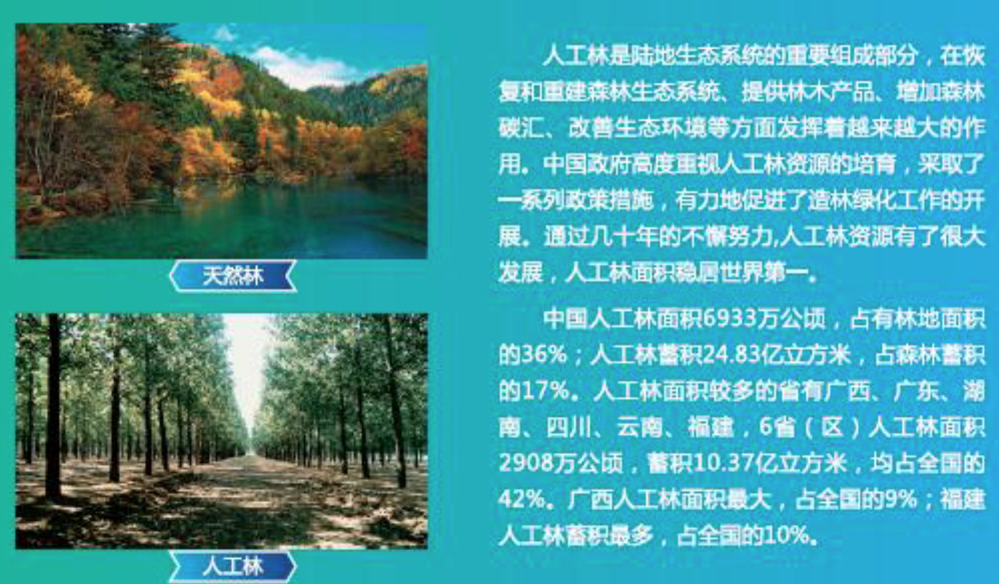 天然林
人工林
人工林是陆地生态系统的重要组成部分，在恢
复和重建森林生态系统、提供林木产品、增加森林
碳汇、改善生态环境等方面发挥着越来越大的作
用。中国政府高度重视人工林资源的培育，采取了
一系列政策措施，有力地促进了造林绿化工作的开
展。通过几十年的不懈努力,人工林资源有了很大
发展，人工林面积稳居世界第一。
中国人工林面积6933万公顷，占有林地面积
的36%；人工林蓄积24.83亿立方米，占森林蓄积
的17%。人工林面积较多的省有广西、广东、湖
南、四川、云南、福建，6省（区）人工林面积
2908万公顷，蓄积10.37亿立方米，均占全国的
42%。广西人工林面积最大，占全国的9%；福建
人工林蓄积最多，占全国的10%。